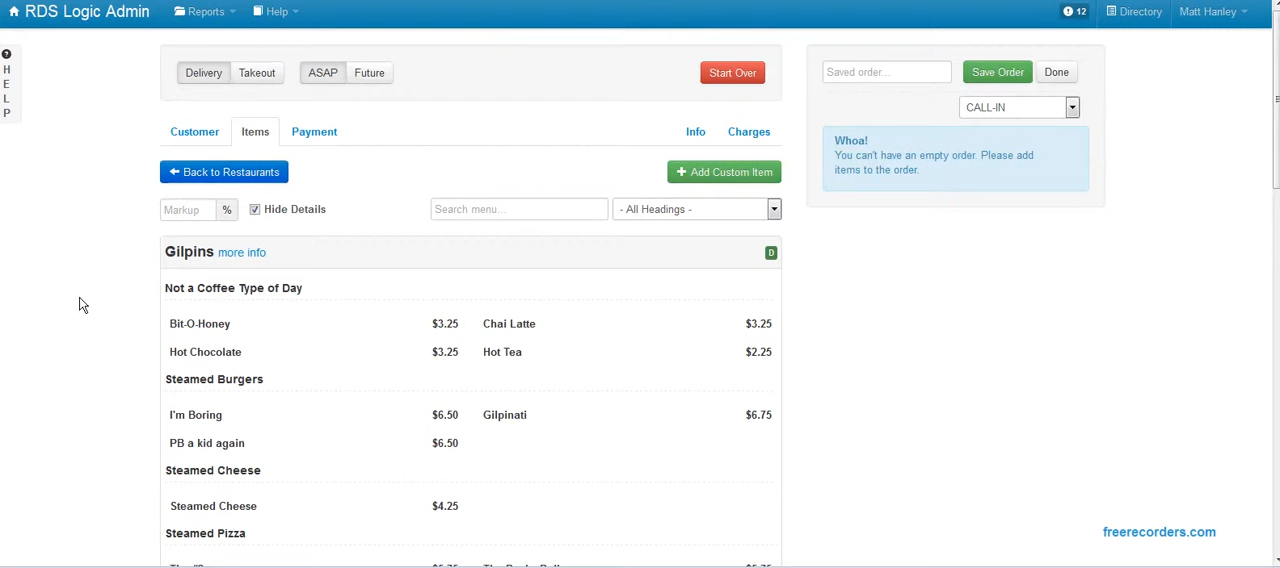 RDS Logic Admin Reports Help 12 Directory Matt Hanley
H
E
L
P
Delivery Takeout ASAP Future Start Over
Saved order... Save Order Done
CALL-IN
Customer Items Payment Info Charges
Whoa!
You can't have an empty order. Please add
items to the order.
Back to Restaurants Add Custom Item
Markup % Hide Details Search menu... - All Headings -
Gilpins more info D
Not a Coffee Type of Day
Bit-O-Honey $3.25 Chai Latte $3.25
Hot Chocolate $3.25 Hot Tea $2.25
Steamed Burgers
I'm Boring $6.50 Gilpinati $6.75
PB a kid again $6.50
Steamed Cheese
Steamed Cheese $4.25
Steamed Pizza
freerecorders.com